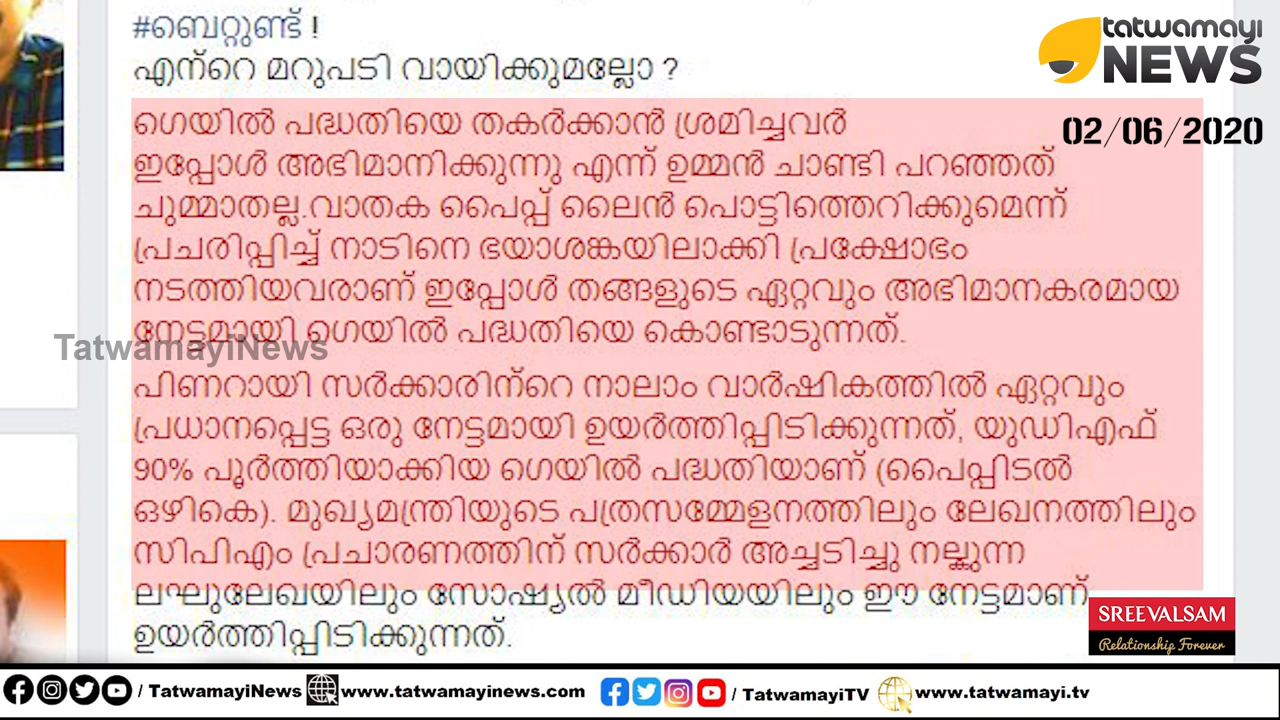 #ബെറ്റുണ്ട് !
എന്റെ മറുപടി വായിക്കുമല്ലോ ?
ഗെയിൽ പദ്ധതിയെ തകർക്കാൻ ശ്രമിച്ചവർ
ഇപ്പോൾ അഭിമാനിക്കുന്നു എന്ന് ഉമ്മൻ ചാണ്ടി പറഞ്ഞത്
ചുമ്മാതല്ല.വാതക പൈപ്പ് ലൈൻ പൊട്ടിത്തെറിക്കുമെന്ന്
പ്രചരിപ്പിച്ച് നാടിനെ ഭയാശങ്കയിലാക്കി പ്രക്ഷോഭം
നടത്തിയവരാണ് ഇപ്പോൾ തങ്ങളുടെ ഏറ്റവും അഭിമാനകരമായ
നേട്ടമായി ഗെയിൽ പദ്ധതിയെ കൊണ്ടാടുന്നത്.
പിണറായി സർക്കാരിന്റെ നാലാം വാർഷികത്തിൽ ഏറ്റവും
പ്രധാനപ്പെട്ട ഒരു നേട്ടമായി ഉയർത്തിപ്പിടിക്കുന്നത്, യുഡിഎഫ്
90% പൂർത്തിയാക്കിയ ഗെയിൽ പദ്ധതിയാണ് (പൈപ്പിടൽ
ഒഴികെ). മുഖ്യമന്ത്രിയുടെ പത്രസമ്മേളനത്തിലും ലേഖനത്തിലും
സിപിഎം പ്രചാരണത്തിന് സർക്കാർ അച്ചടിച്ചു നല്കുന്ന
ലഘുലേഖയിലും സോഷ്യൽ മീഡിയയിലും ഈ നേട്ടമാണ്
ഉയർത്തിപ്പിടിക്കുന്നത്.
tatwamayi
NEWS
02/06/2020
TatwamayiNews
SREEVALSAM
Relationship Forever
/ TatwamayiNews www.tatwamayinews.com / TatwamayiTV www.tatwamayi.tv